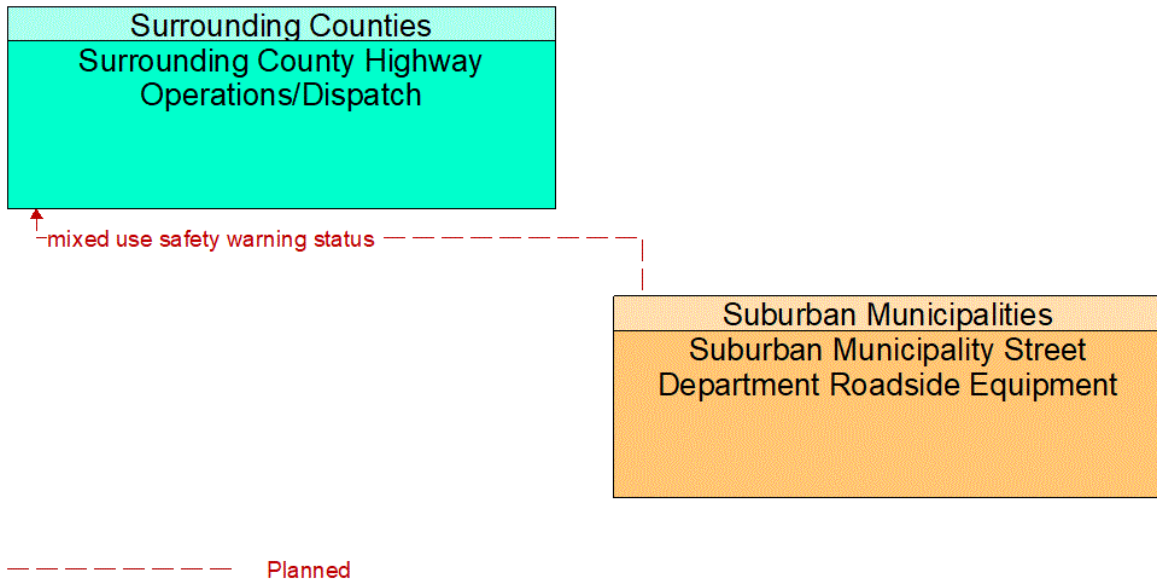 Surrounding Counties
Surrounding County Highway
Operations/Dispatch
mixed use safety warning status
Suburban Municipalities
Suburban Municipality Street
Department Roadside Equipment
Planned